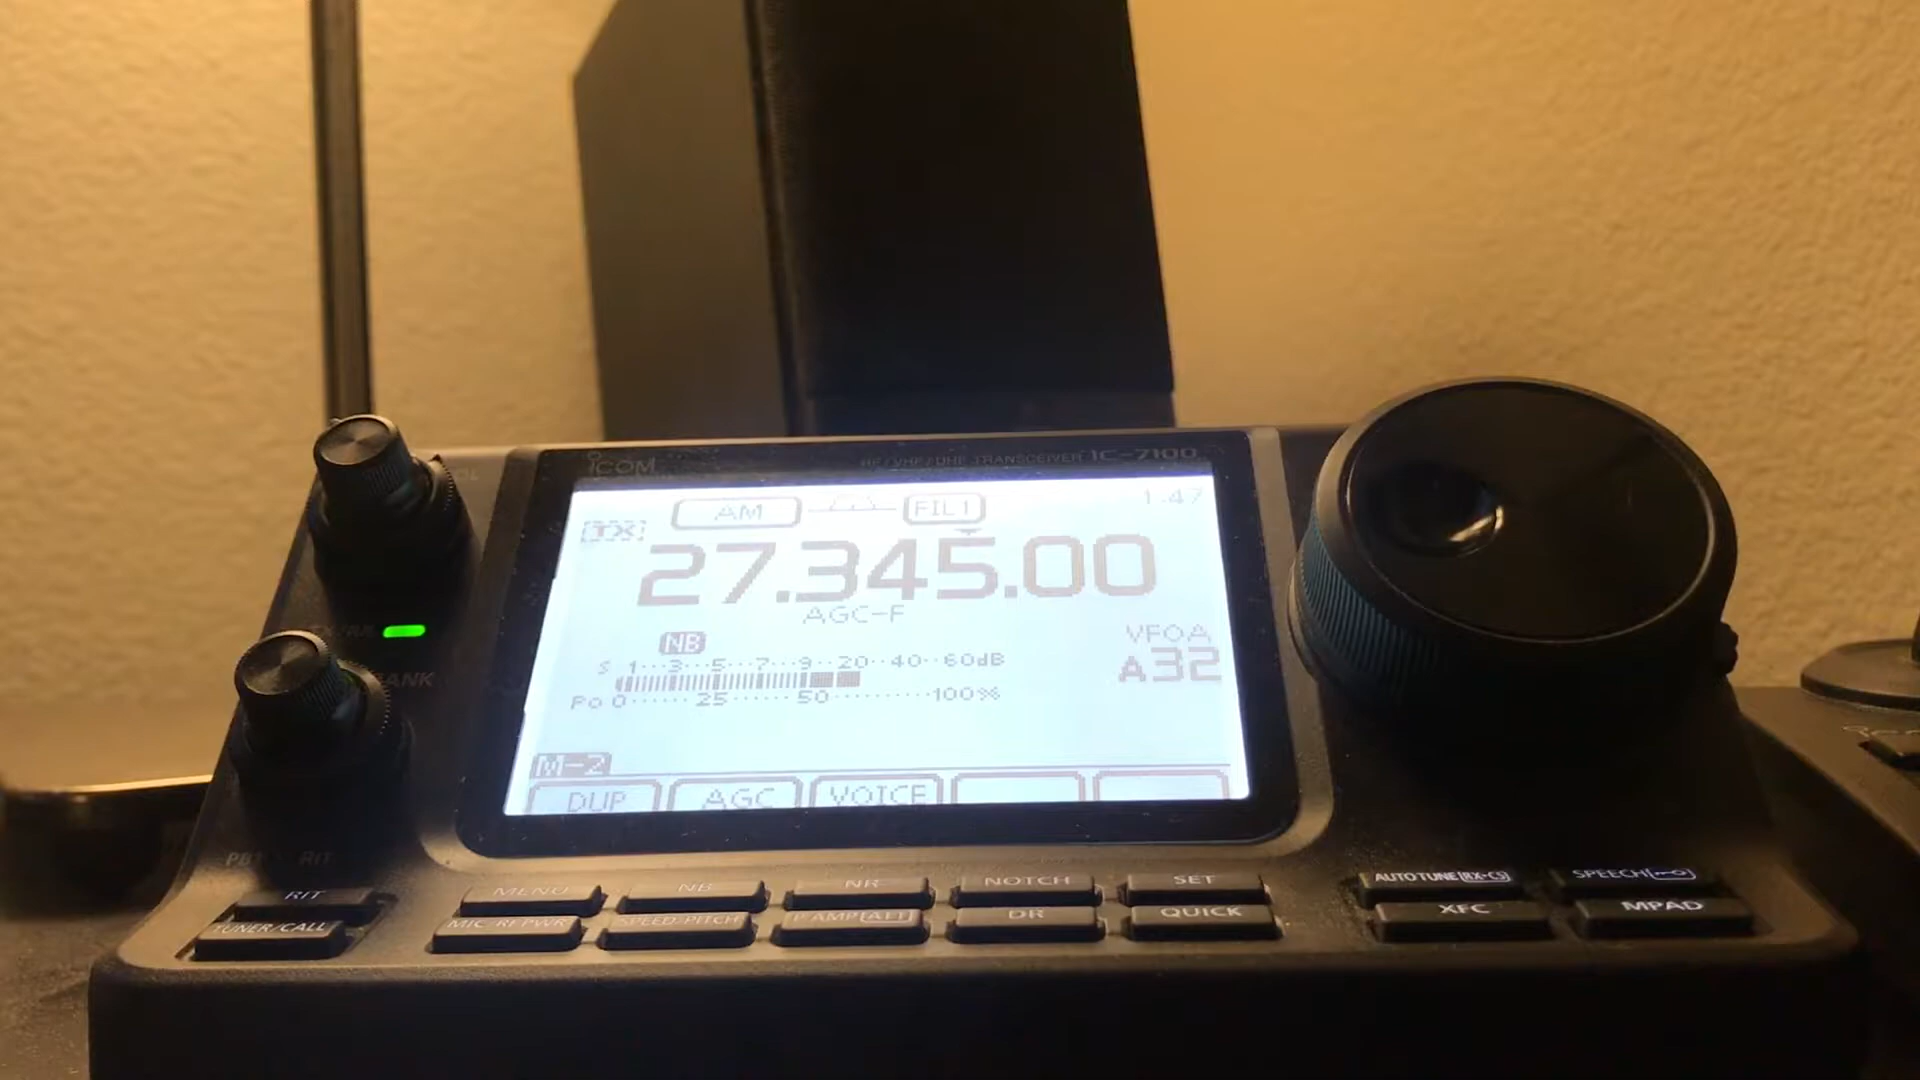 ICOM
HF/VHF/UHF TRANSCEIVER IC-7100
AM FIL1 1:47
TX
27.345.00
AGC-F
NB
VFOA
A32
S 1···3···5···7···9··20··40··60dB
Po 0······25······50·········100%
M-2
DUP AGC VOICE
BANK
PBT RIT
RIT MENU NB NR NOTCH SET AUTOTUNE[RX-CS] SPEECH
TUNER/CALL MIC/RF PWR SPEED/PITCH P.AMP[ATT] DR QUICK XFC MPAD